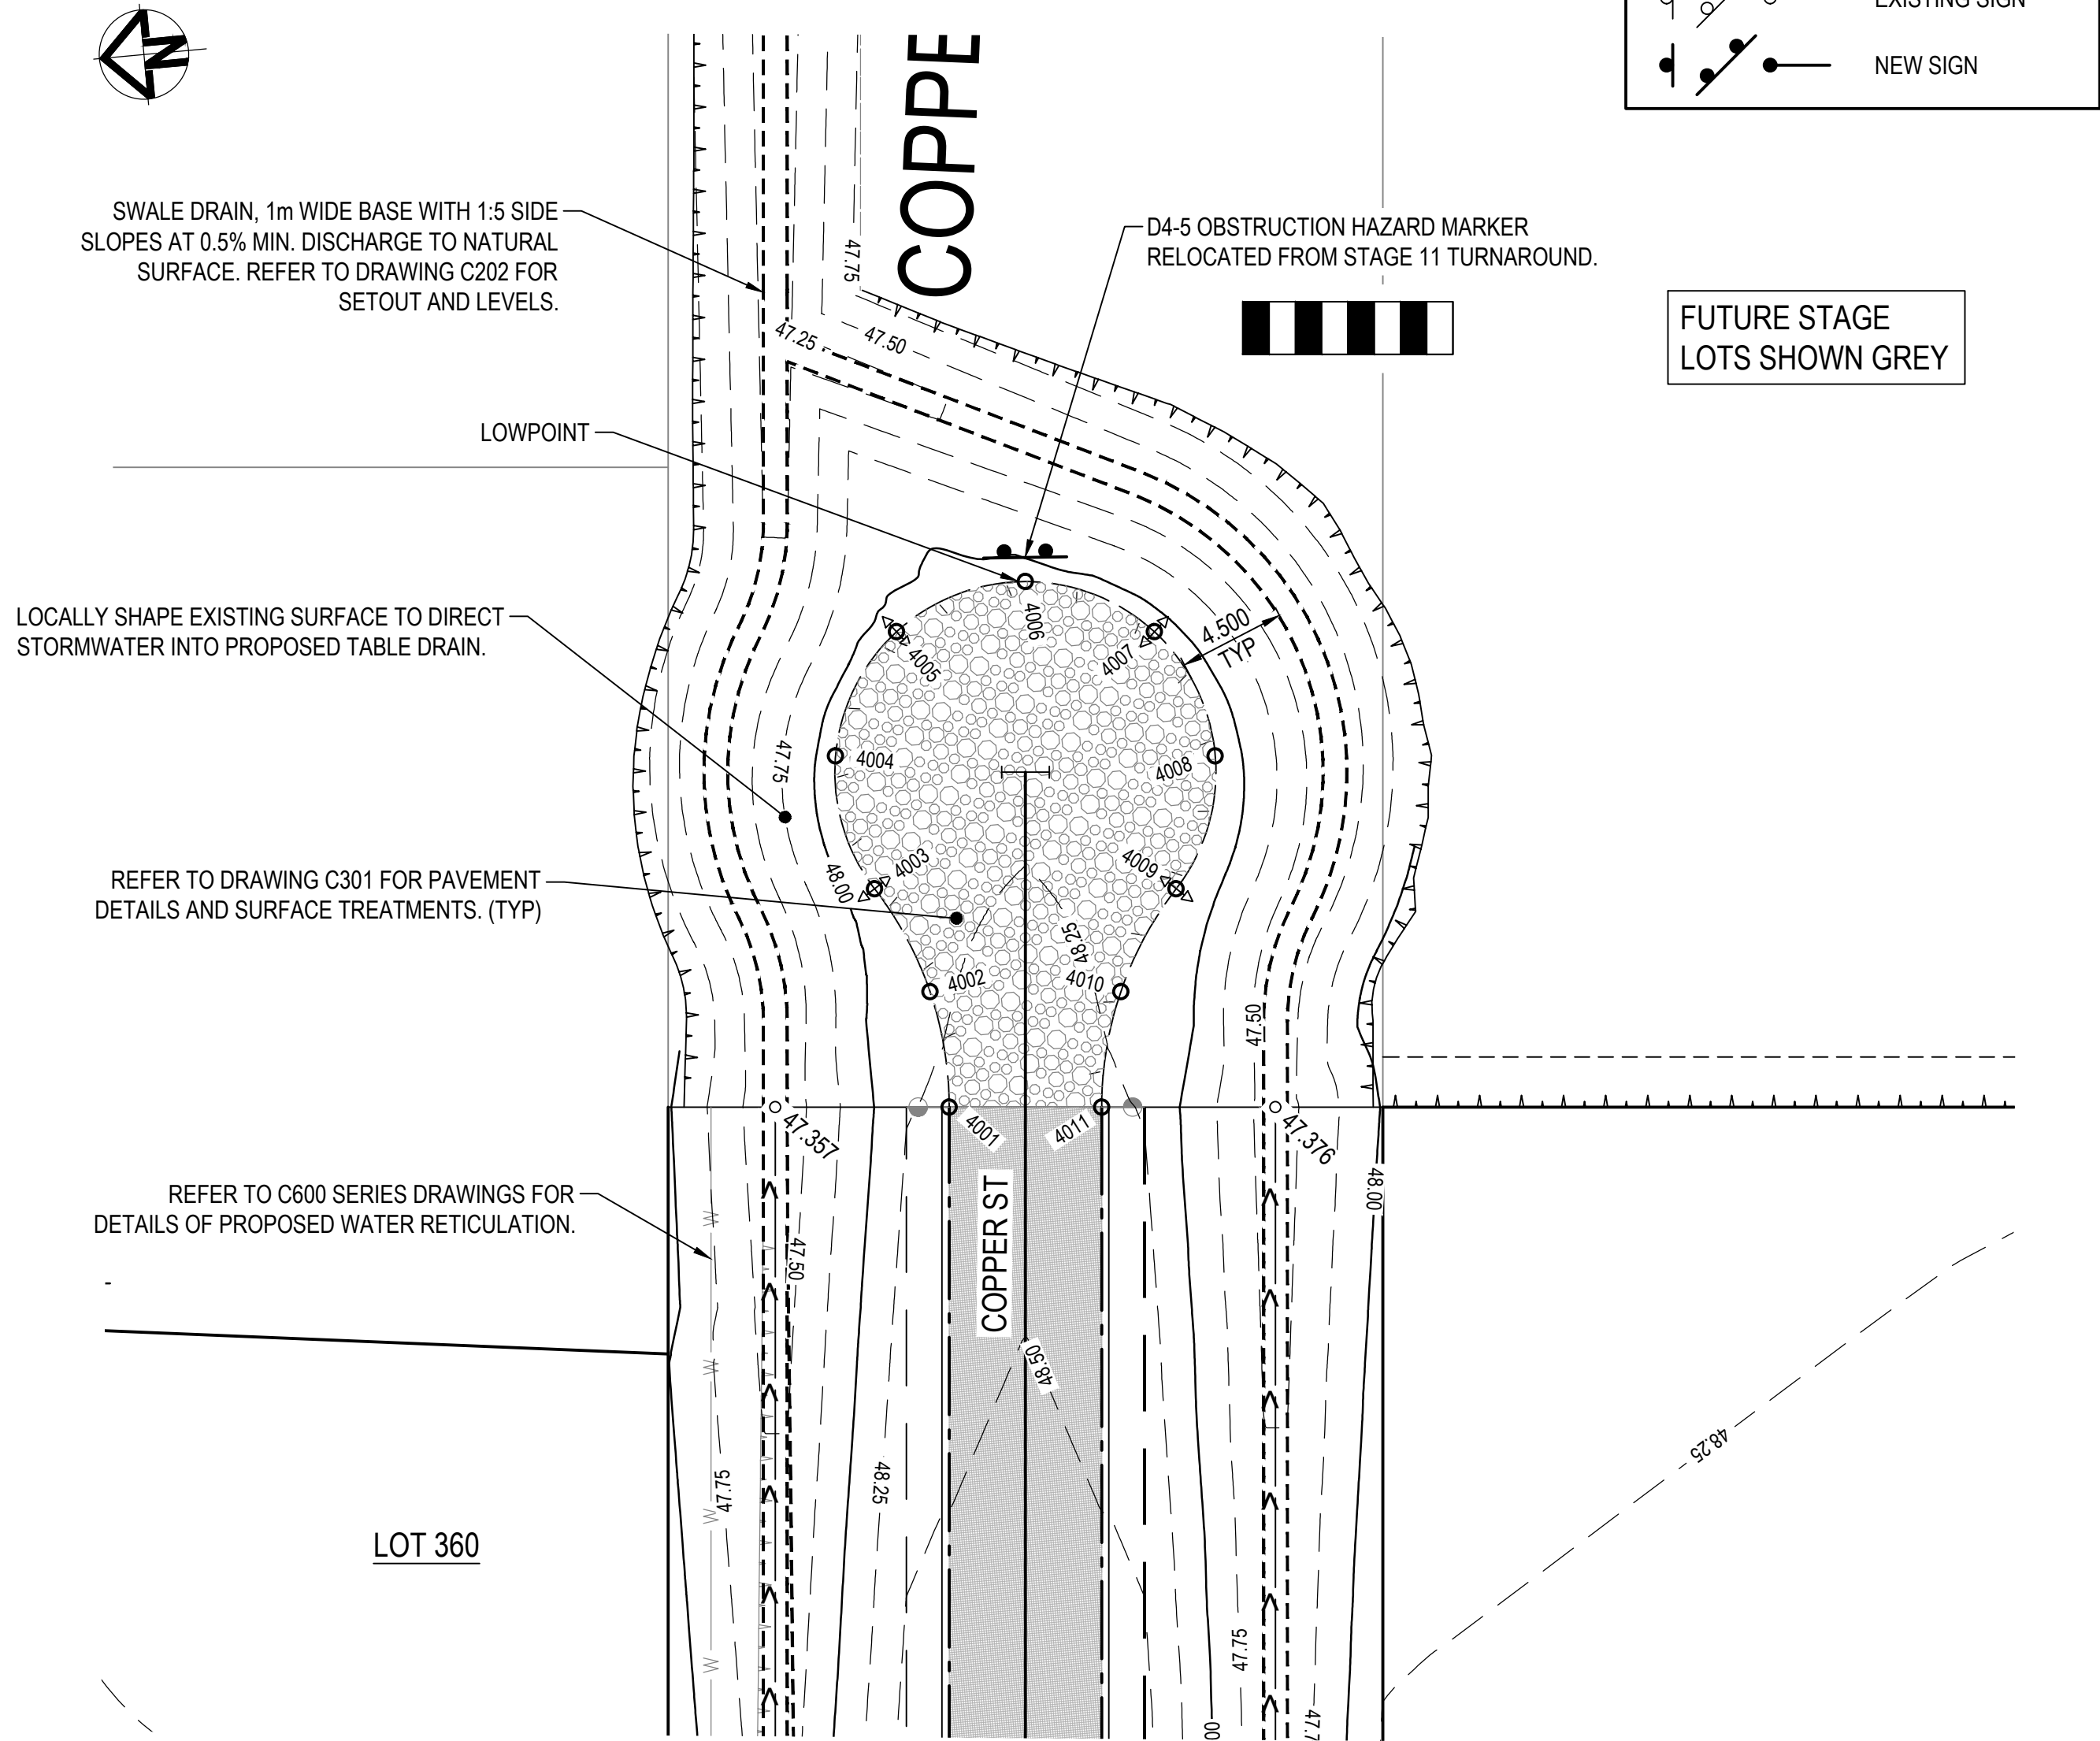 N
COPPE
EXISTING SIGN
NEW SIGN
SWALE DRAIN, 1m WIDE BASE WITH 1:5 SIDE
SLOPES AT 0.5% MIN. DISCHARGE TO NATURAL
SURFACE. REFER TO DRAWING C202 FOR
SETOUT AND LEVELS.
D4-5 OBSTRUCTION HAZARD MARKER
RELOCATED FROM STAGE 11 TURNAROUND.
47.75
FUTURE STAGE
LOTS SHOWN GREY
47.25
47.50
LOWPOINT
LOCALLY SHAPE EXISTING SURFACE TO DIRECT
STORMWATER INTO PROPOSED TABLE DRAIN.
4006
4005
4007
4.500
TYP
47.75
4004
4008
4003
4009
48.00
REFER TO DRAWING C301 FOR PAVEMENT
DETAILS AND SURFACE TREATMENTS. (TYP)
48.25
4002
4010
47.50
4001
4011
47.357
47.376
REFER TO C600 SERIES DRAWINGS FOR
DETAILS OF PROPOSED WATER RETICULATION.
W
48.00
COPPER ST
47.50
W
48.50
48.25
47.75
48.25
W
LOT 360
W
47.75
00
47.7